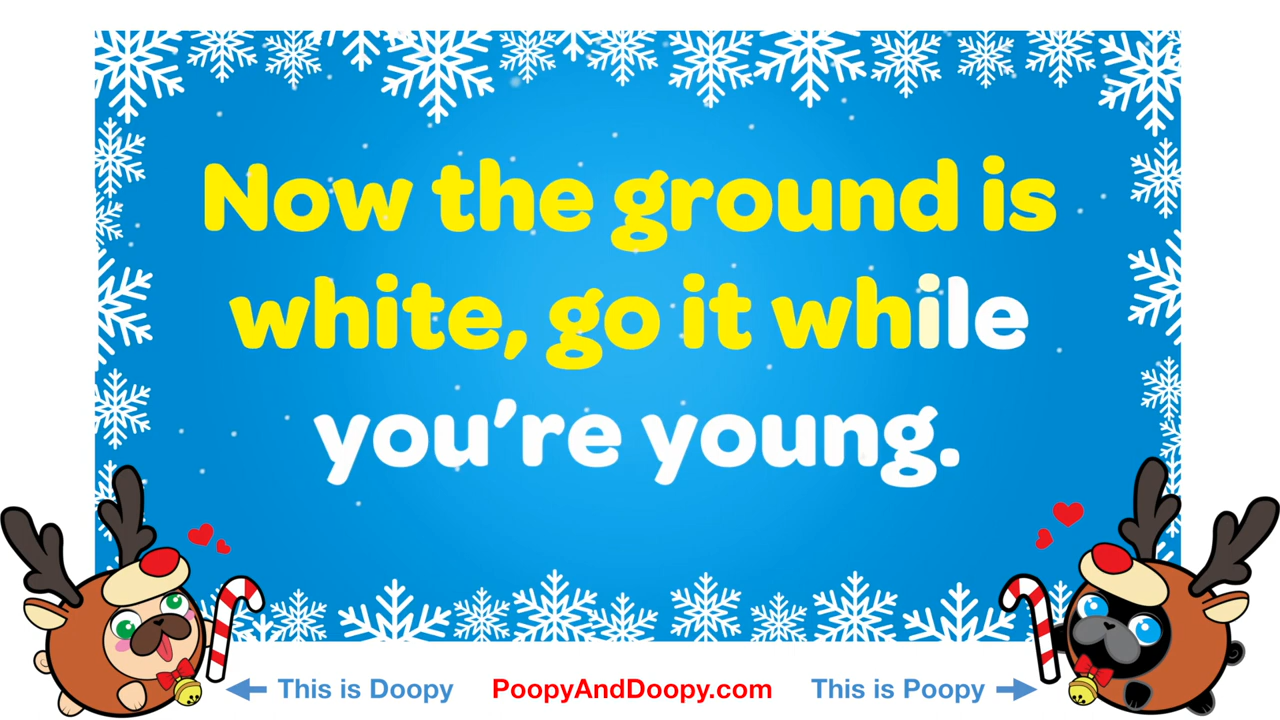 Now the ground is
white, go it while
you’re young.
This is Doopy
PoopyAndDoopy.com
This is Poopy